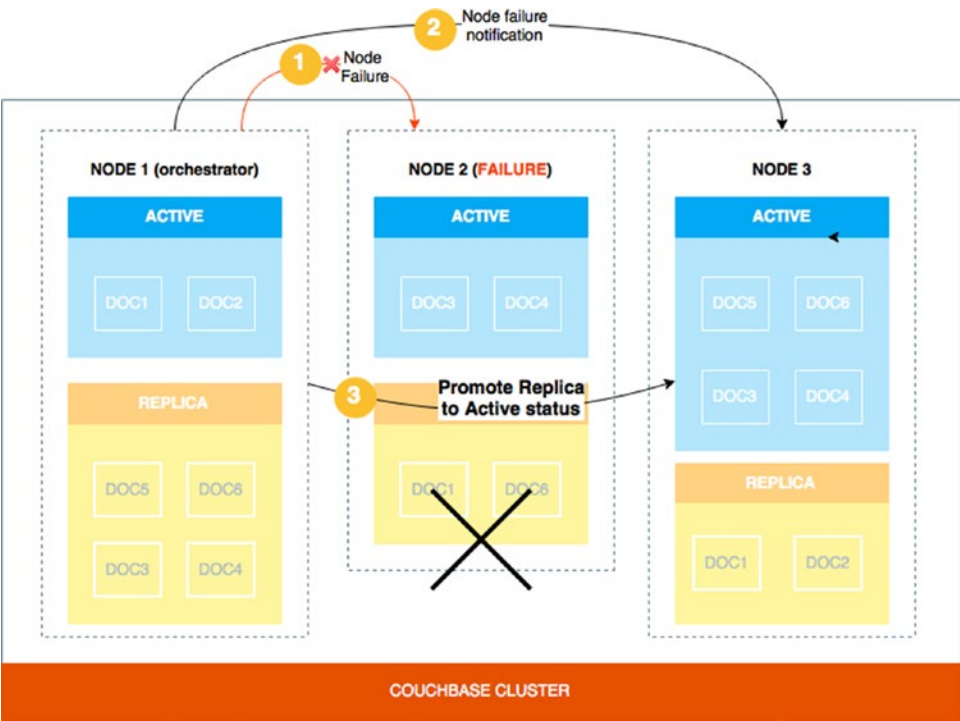 2
Node failure
notification
1
Node
Failure
NODE 1 (orchestrator)
ACTIVE
DOC1 DOC2
REPLICA
DOC5 DOC6
DOC3 DOC4
NODE 2 (FAILURE)
ACTIVE
DOC3 DOC4
3
Promote Replica
to Active status
DOC1 DOC6
NODE 3
ACTIVE
DOC5 DOC6
DOC3 DOC4
REPLICA
DOC1 DOC2
COUCHBASE CLUSTER